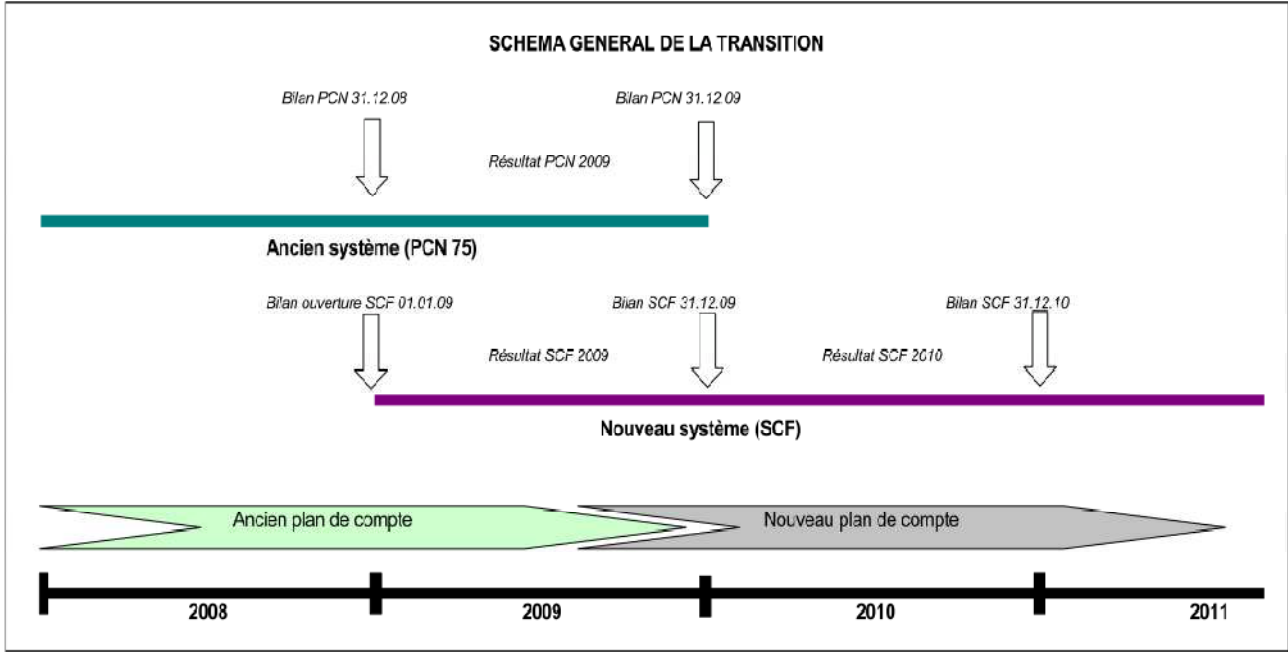 SCHEMA GENERAL DE LA TRANSITION
Bilan PCN 31.12.08
Bilan PCN 31.12.09
Résultat PCN 2009
Ancien système (PCN 75)
Bilan ouverture SCF 01.01.09
Bilan SCF 31.12.09
Bilan SCF 31.12.10
Résultat SCF 2009
Résultat SCF 2010
Nouveau système (SCF)
Ancien plan de compte
Nouveau plan de compte
2008
2009
2010
2011